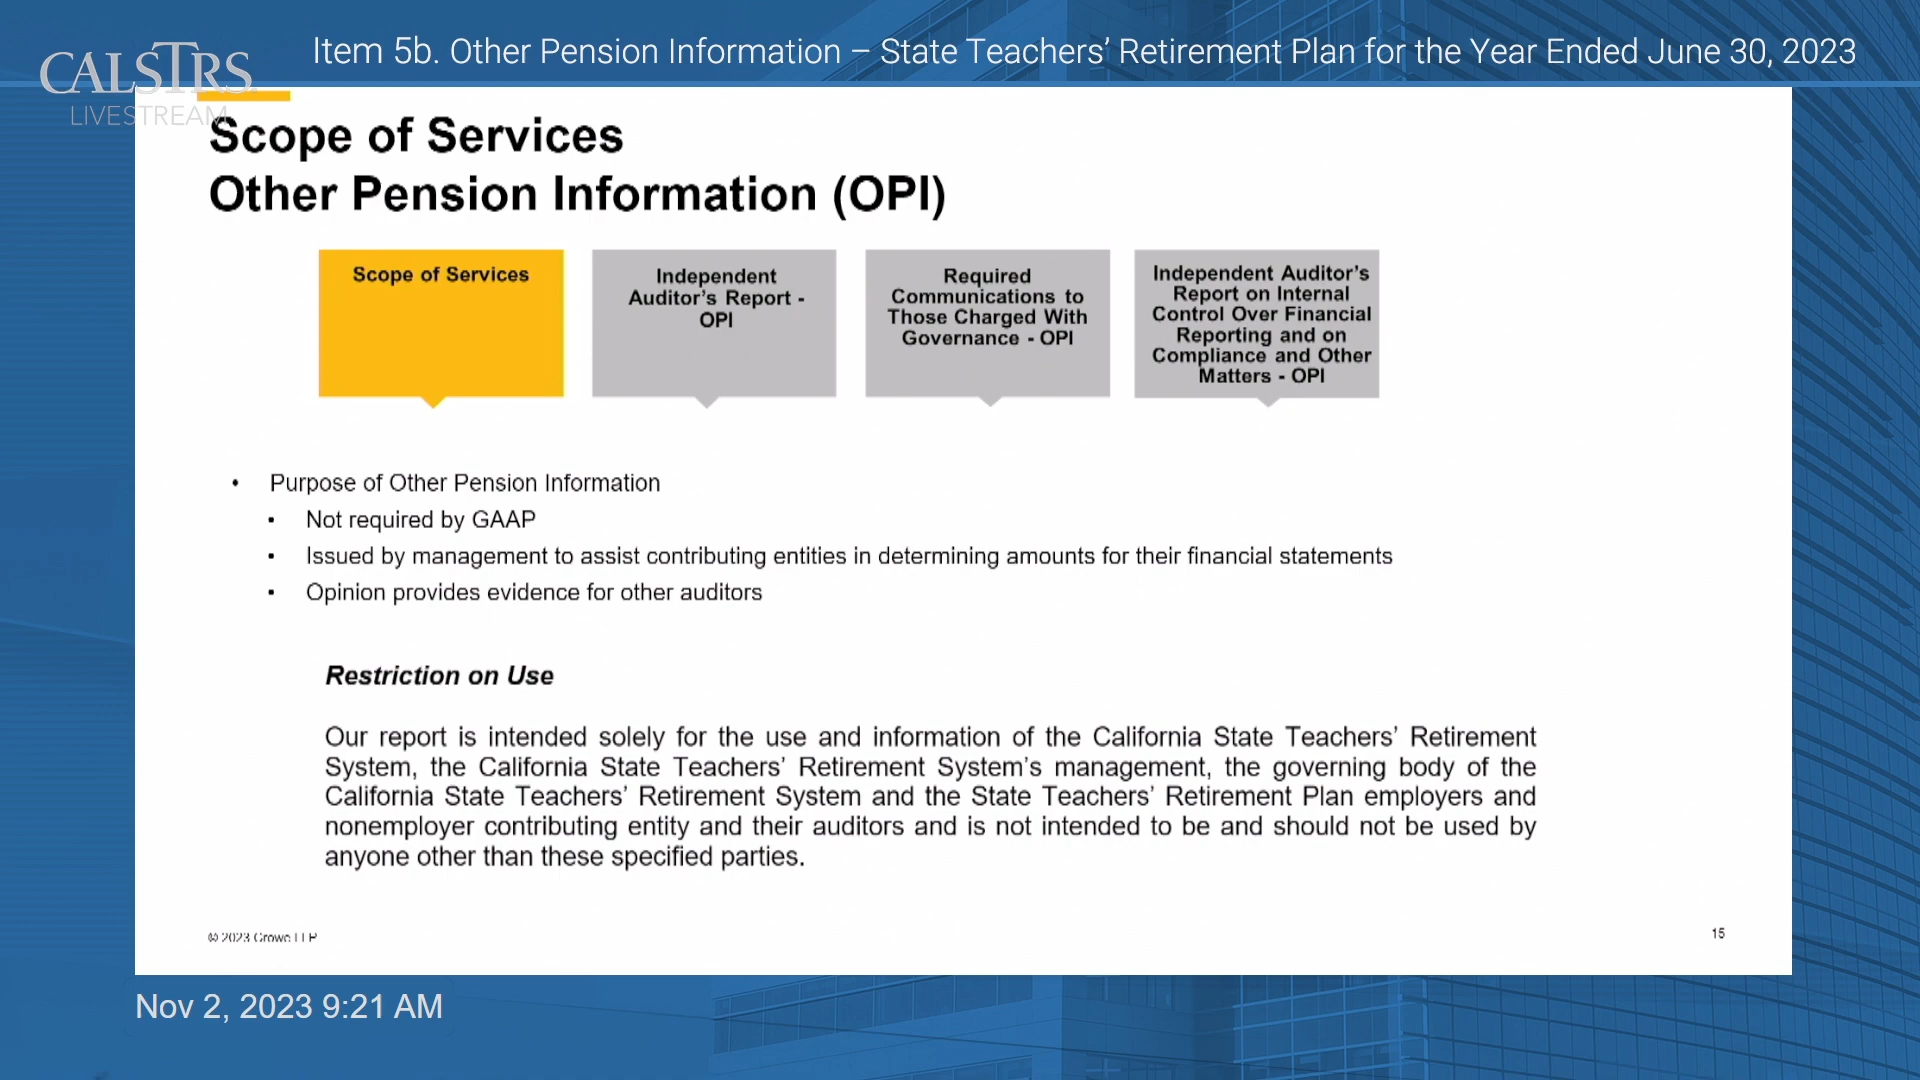 CALSTRS
LIVESTREAM
Item 5b. Other Pension Information – State Teachers’ Retirement Plan for the Year Ended June 30, 2023
Scope of Services
Other Pension Information (OPI)
Scope of Services
Independent
Auditor’s Report -
OPI
Required
Communications to
Those Charged With
Governance - OPI
Independent Auditor’s
Report on Internal
Control Over Financial
Reporting and on
Compliance and Other
Matters - OPI
• Purpose of Other Pension Information
▪ Not required by GAAP
▪ Issued by management to assist contributing entities in determining amounts for their financial statements
▪ Opinion provides evidence for other auditors
Restriction on Use
Our report is intended solely for the use and information of the California State Teachers’ Retirement
System, the California State Teachers’ Retirement System’s management, the governing body of the
California State Teachers’ Retirement System and the State Teachers’ Retirement Plan employers and
nonemployer contributing entity and their auditors and is not intended to be and should not be used by
anyone other than these specified parties.
© 2023 Crowe LLP
15
Nov 2, 2023 9:21 AM